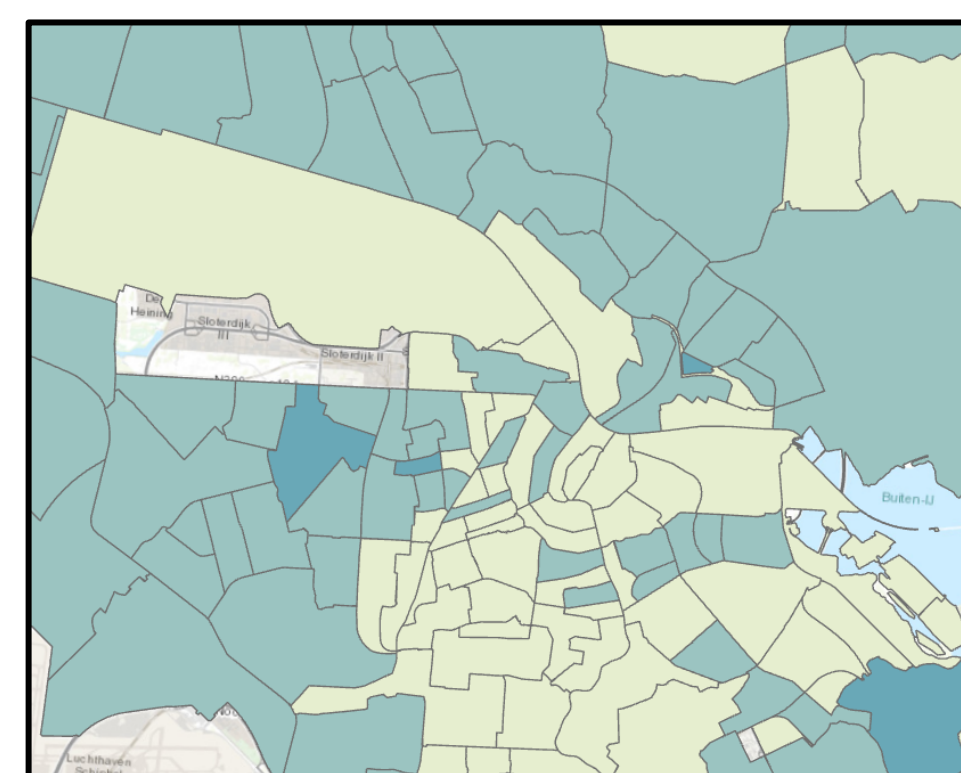 De
Heining
Sloterdijk
III
Sloterdijk II
S
Buiten-IJ
Luchthaven
Schiphol